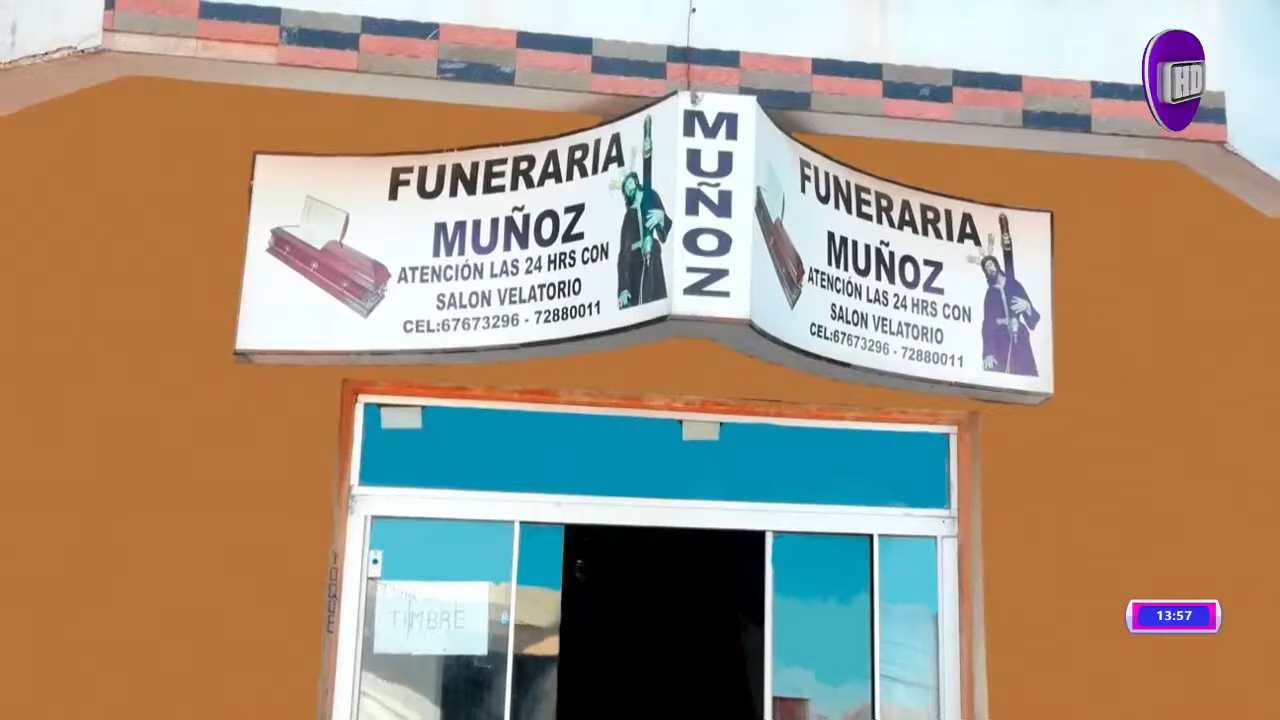 FUNERARIA
MUÑOZ
ATENCIÓN LAS 24 HRS CON
SALON VELATORIO
CEL:67673296 - 72880011
MUÑOZ
FUNERARIA
MUÑOZ
ATENCIÓN LAS 24 HRS CON
SALON VELATORIO
CEL:67673296 - 72880011
HD
13:57
TIMBRE